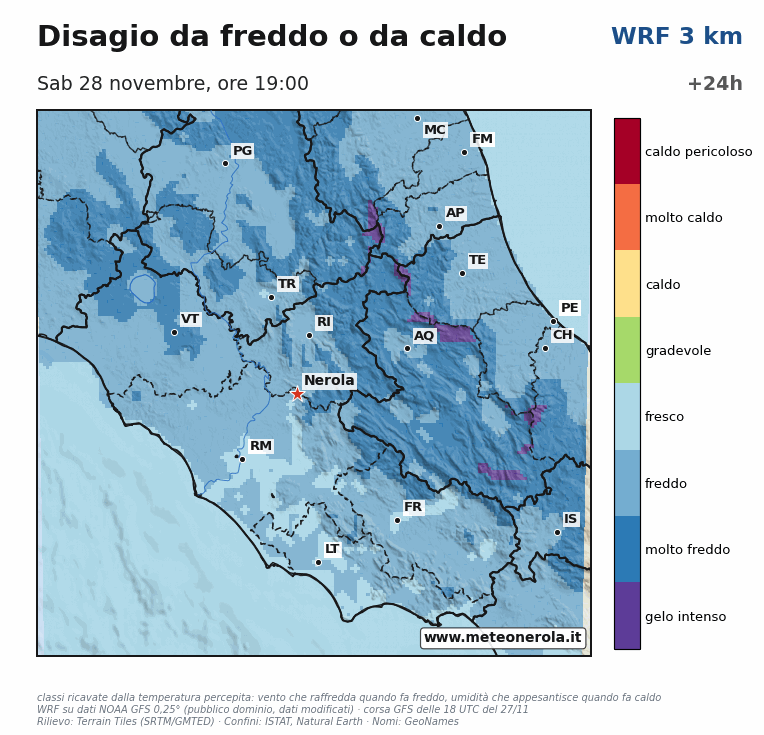 Disagio da freddo o da caldo
WRF 3 km
Sab 28 novembre, ore 19:00
+24h
MC
FM
PG
AP
TE
TR
PE
VT
RI
AQ
CH
Nerola
RM
FR
IS
LT
www.meteonerola.it
caldo pericoloso
molto caldo
caldo
gradevole
fresco
freddo
molto freddo
gelo intenso
classi ricavate dalla temperatura percepita: vento che raffredda quando fa freddo, umidità che appesantisce quando fa caldo
WRF su dati NOAA GFS 0,25° (pubblico dominio, dati modificati) · corsa GFS delle 18 UTC del 27/11
Rilievo: Terrain Tiles (SRTM/GMTED) · Confini: ISTAT, Natural Earth · Nomi: GeoNames